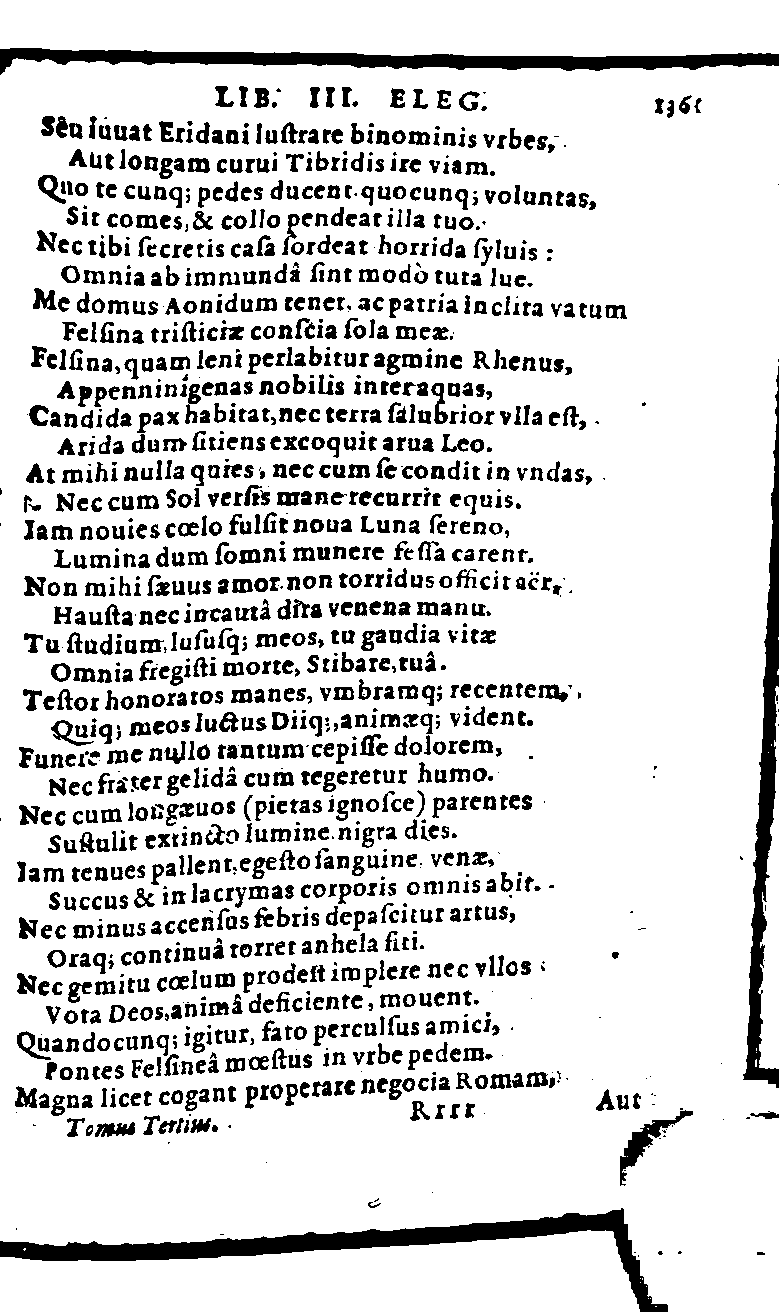 LIB. III. ELEG. 1361
Sêu iuuat Eridani luſtrare binominis vrbes,
Aut longam curui Tibridis ire viam.
Quo te cunq; pedes ducent quocunq; voluntas,
Sit comes, & collo pendeat illa tuo.
Nec tibi ſecretis caſa ſordeat horrida ſyluis:
Omnia ab immundâ ſint modò tuta lue.
Me domus Aonidum tenet, ac patria inclita vatum
Felſina triſticiæ conſcia ſola meæ.
Felſina, quam leni perlabitur agmine Rhenus,
Appenninigenas nobilis inter aquas,
Candida pax habitat, nec terra ſalubrior vlla eſt,
Arida dum ſitiens excoquit arua Leo.
At mihi nulla quies, nec cum ſe condit in vndas,
Nec cum Sol verſis mane recurrit equis.
Iam nouies cœlo fulſit noua Luna ſereno,
Lumina dum ſomni munere feſſa carent.
Non mihi ſæuus amor non torridus officit aër,
Hauſta nec incautâ dira venena manu.
Tu ſtudium, luſuſq; meos, tu gaudia vitæ
Omnia fregiſti morte, Stibare, tuâ.
Teſtor honoratos manes, vmbramq; recentem,
Quiq; meos luctus Diiq;, animæq; vident.
Funere me nullo tantum cepiſſe dolorem,
Nec frater gelidâ cum tegeretur humo.
Nec cum longæuos (pietas ignoſce) parentes
Suſtulit extincto lumine nigra dies.
Iam tenues pallent, egeſto ſanguine venæ,
Succus & in lacrymas corporis omnis abit.
Nec minus accenſus febris depaſcitur artus,
Oraq; continuâ torret anhela ſiti.
Nec gemitu cœlum prodeſt implere nec vllos
Vota Deos, animâ deficiente, mouent.
Quandocunq; igitur, fato perculſus amici,
Pontes Felſineâ mœſtus in vrbe pedem.
Magna licet cogant properare negocia Romam,
Tomus Tertius. Rrrr Aut